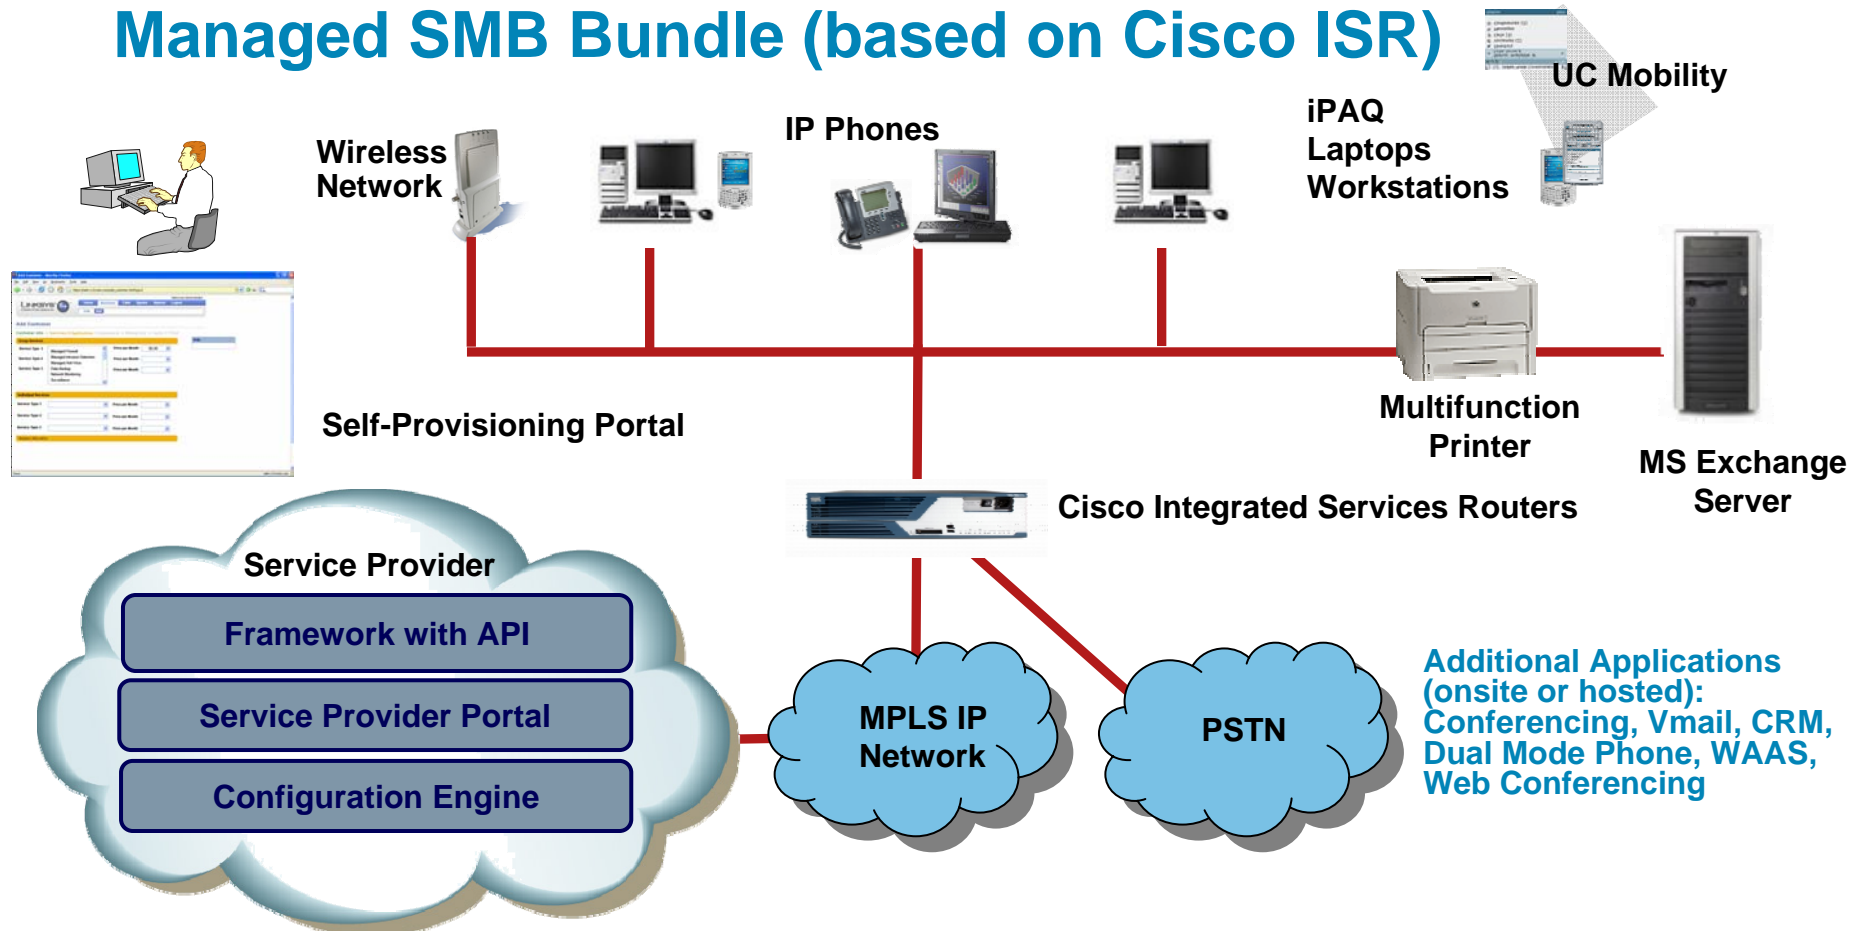 Managed SMB Bundle (based on Cisco ISR)
UC Mobility
iPAQ
Laptops
Workstations
IP Phones
Wireless
Network
Self-Provisioning Portal
Multifunction
Printer
MS Exchange
Server
Cisco Integrated Services Routers
Service Provider
Framework with API
Service Provider Portal
Configuration Engine
MPLS IP
Network
PSTN
Additional Applications
(onsite or hosted):
Conferencing, Vmail, CRM,
Dual Mode Phone, WAAS,
Web Conferencing